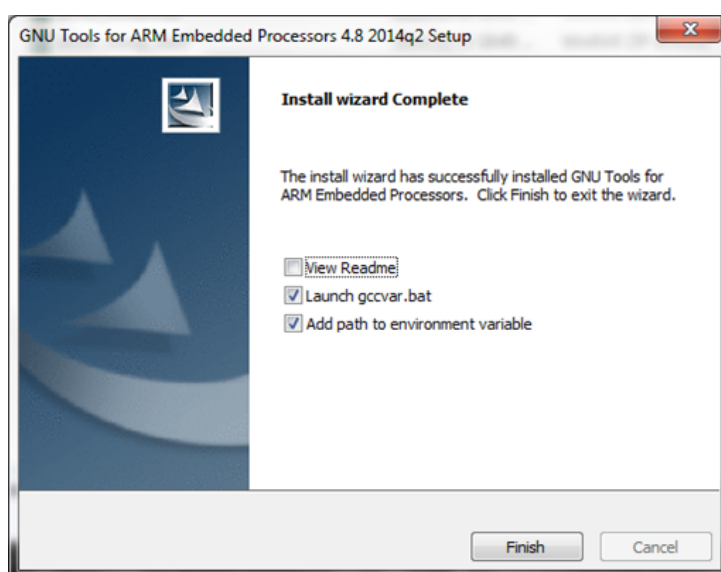 GNU Tools for ARM Embedded Processors 4.8 2014q2 Setup
Install wizard Complete
The install wizard has successfully installed GNU Tools for
ARM Embedded Processors. Click Finish to exit the wizard.
View Readme
Launch gccvar.bat
Add path to environment variable
Finish
Cancel